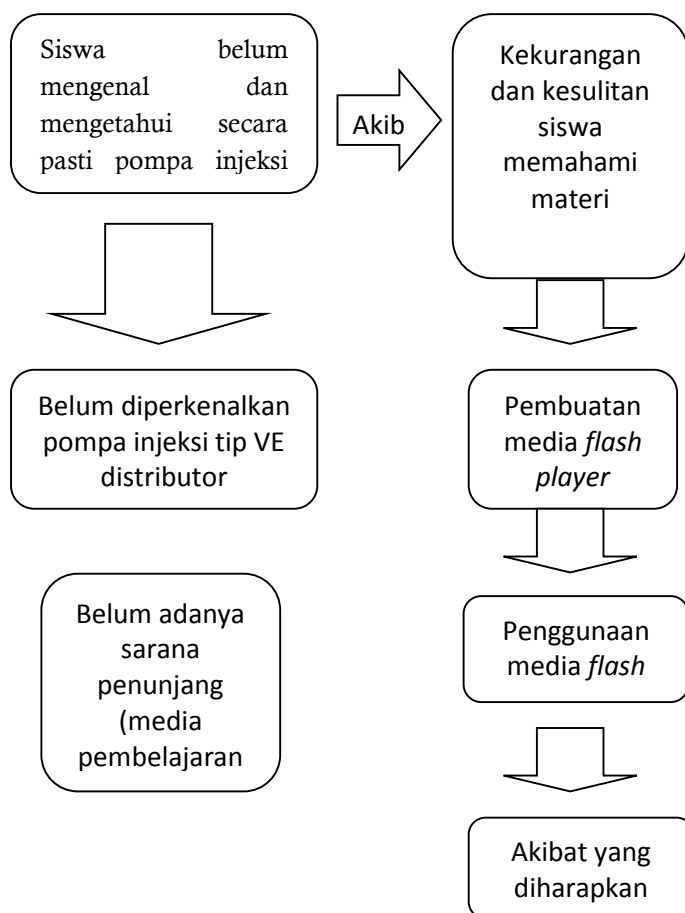 Siswa belum
mengenal dan
mengetahui secara
pasti pompa injeksi
Akib
Kekurangan
dan kesulitan
siswa
memahami
materi
Belum diperkenalkan
pompa injeksi tip VE
distributor
Pembuatan
media flash
player
Belum adanya
sarana
penunjang
(media
pembelajaran
Penggunaan
media flash
Akibat yang
diharapkan